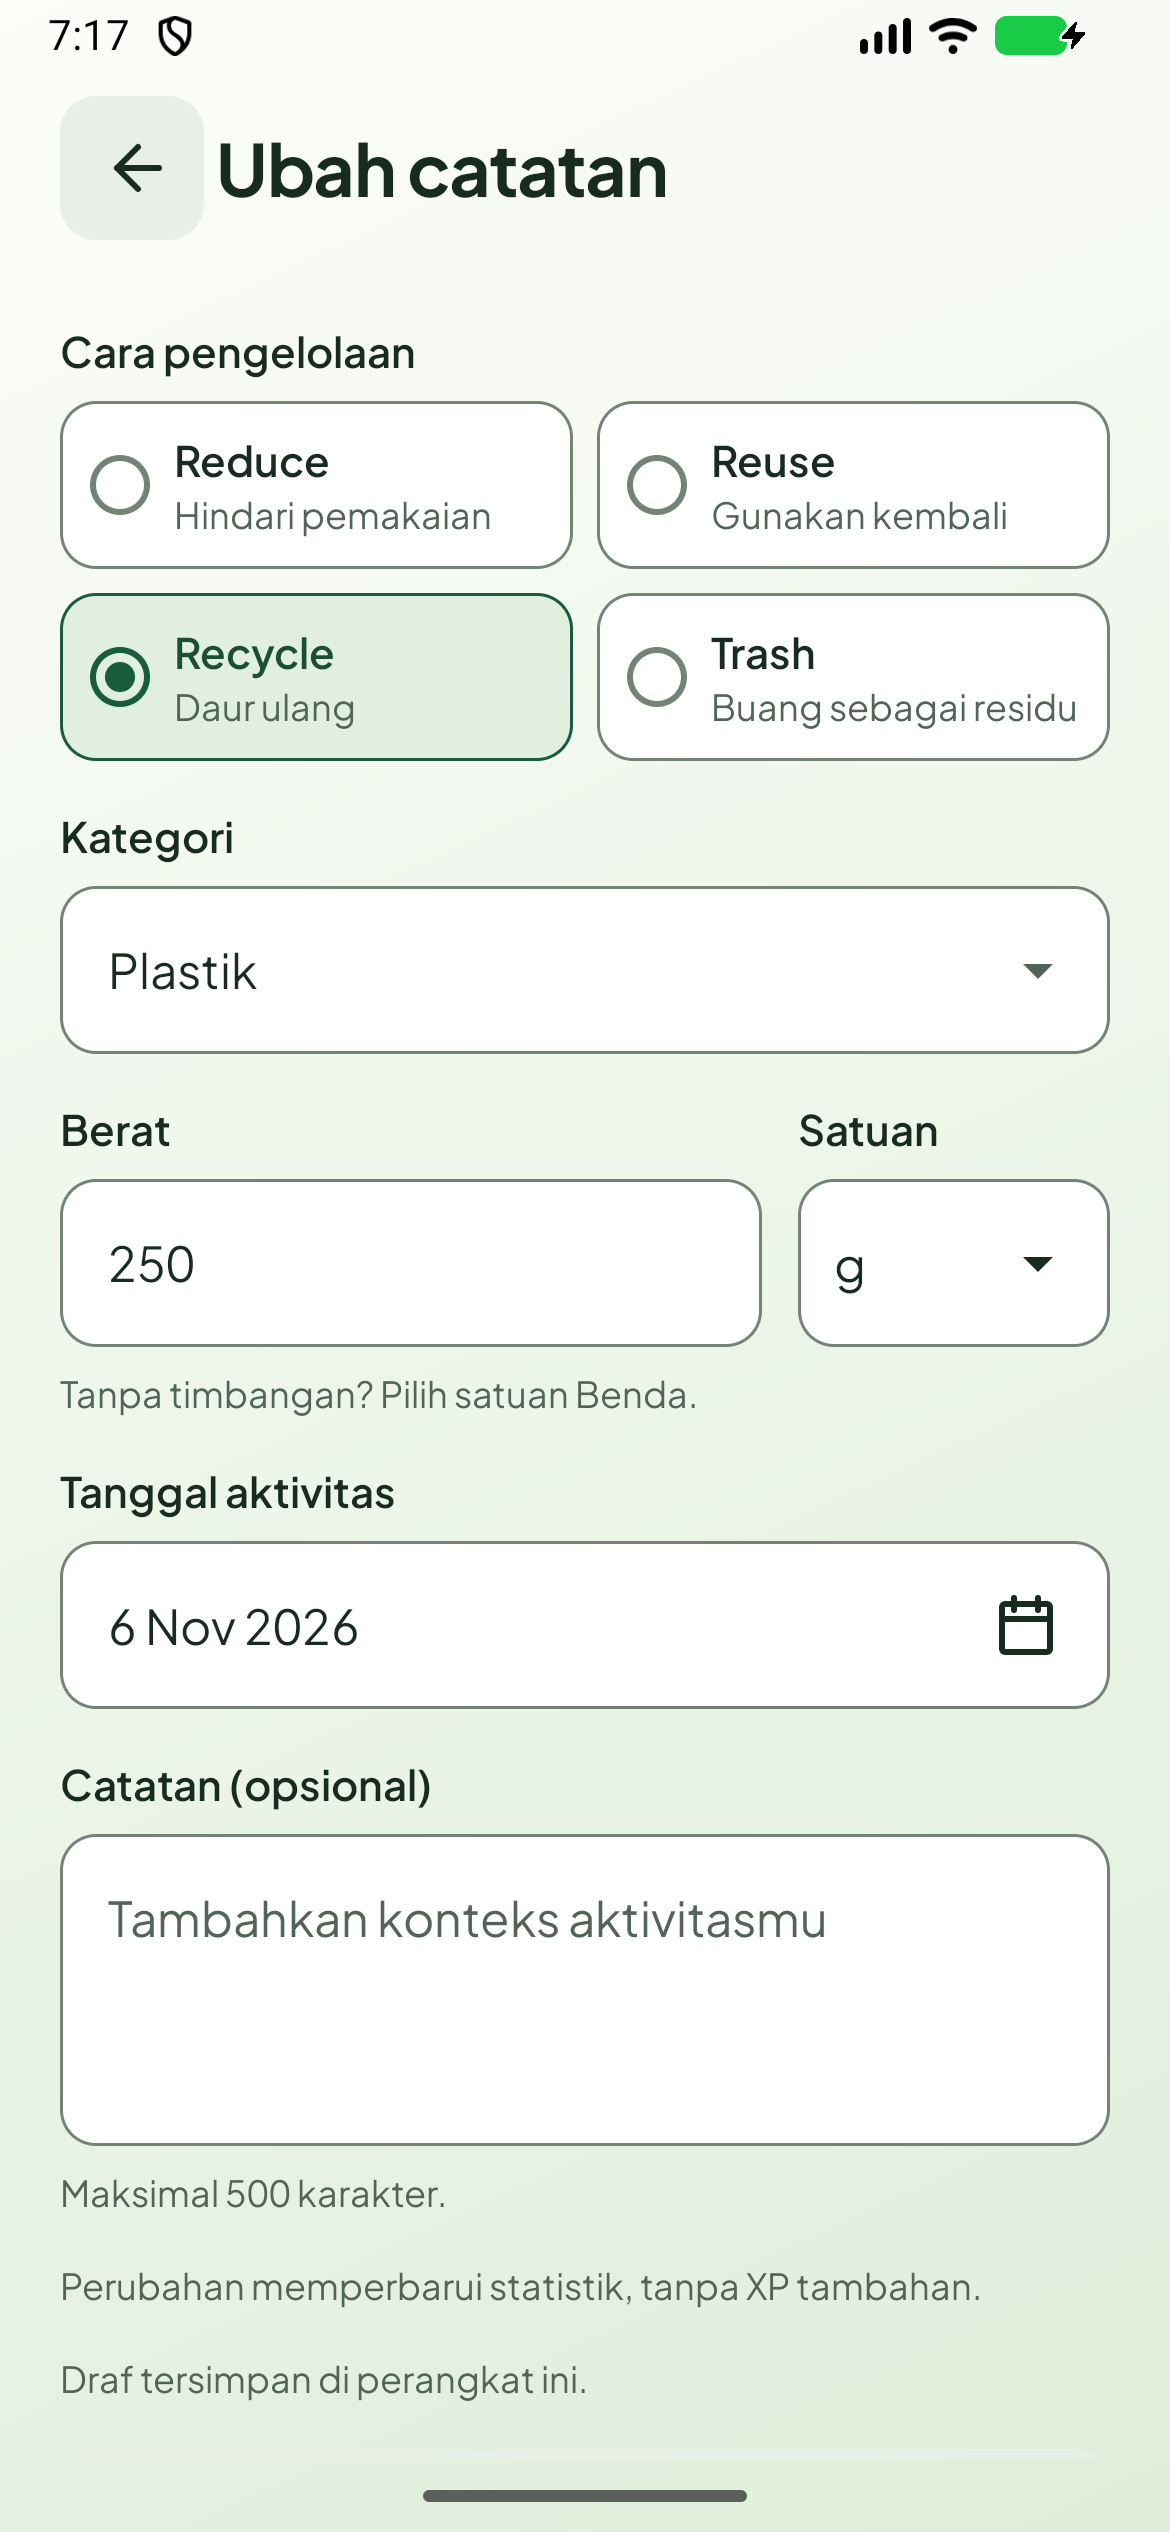 7:17
Ubah catatan
Cara pengelolaan
Reduce
Hindari pemakaian
Reuse
Gunakan kembali
Recycle
Daur ulang
Trash
Buang sebagai residu
Kategori
Plastik
Berat
Satuan
250
g
Tanpa timbangan? Pilih satuan Benda.
Tanggal aktivitas
6 Nov 2026
Catatan (opsional)
Tambahkan konteks aktivitasmu
Maksimal 500 karakter.
Perubahan memperbarui statistik, tanpa XP tambahan.
Draf tersimpan di perangkat ini.